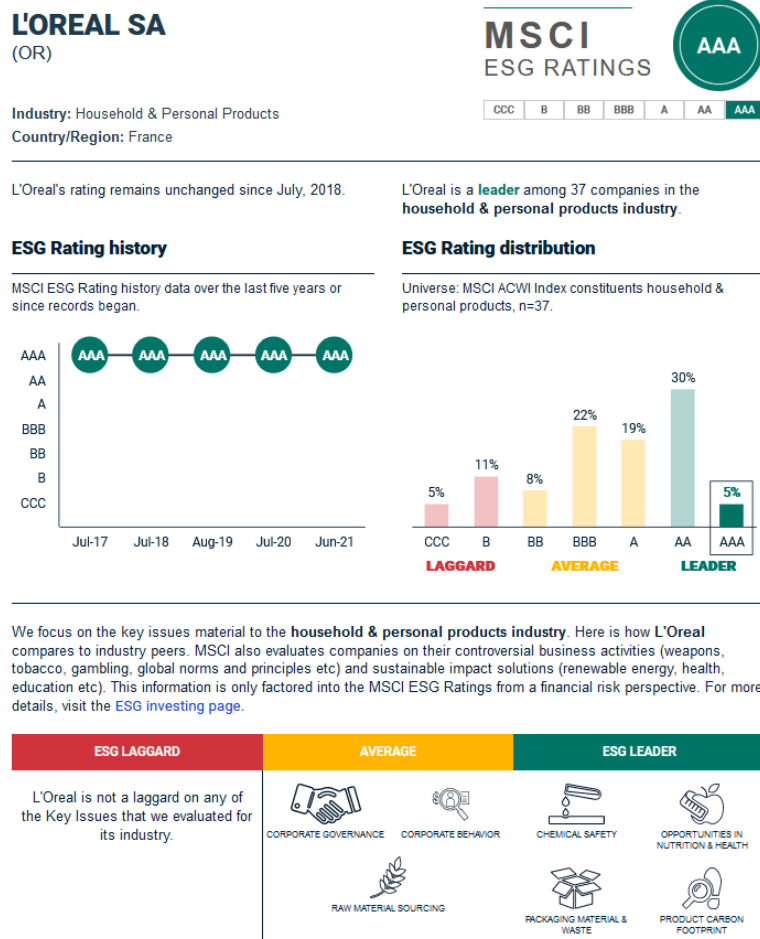 L'OREAL SA
(OR)
MSCI
ESG RATINGS
AAA
CCC B BB BBB A AA AAA
Industry: Household & Personal Products
Country/Region: France
L'Oreal's rating remains unchanged since July, 2018.
L'Oreal is a leader among 37 companies in the
household & personal products industry.
ESG Rating history
MSCI ESG Rating history data over the last five years or
since records began.
AAA
AA
A
BBB
BB
B
CCC
AAA AAA AAA AAA AAA
Jul-17 Jul-18 Aug-19 Jul-20 Jun-21
ESG Rating distribution
Universe: MSCI ACWI Index constituents household &
personal products, n=37.
5% 11% 8% 22% 19% 30% 5%
CCC B BB BBB A AA AAA
LAGGARD AVERAGE LEADER
We focus on the key issues material to the household & personal products industry. Here is how L'Oreal
compares to industry peers. MSCI also evaluates companies on their controversial business activities (weapons,
tobacco, gambling, global norms and principles etc) and sustainable impact solutions (renewable energy, health,
education etc). This information is only factored into the MSCI ESG Ratings from a financial risk perspective. For more
details, visit the ESG investing page.
ESG LAGGARD
L'Oreal is not a laggard on any of
the Key Issues that we evaluated for
its industry.
AVERAGE
CORPORATE GOVERNANCE CORPORATE BEHAVIOR
RAW MATERIAL SOURCING
ESG LEADER
CHEMICAL SAFETY
OPPORTUNITIES IN
NUTRITION & HEALTH
PACKAGING MATERIAL &
WASTE
PRODUCT CARBON
FOOTPRINT